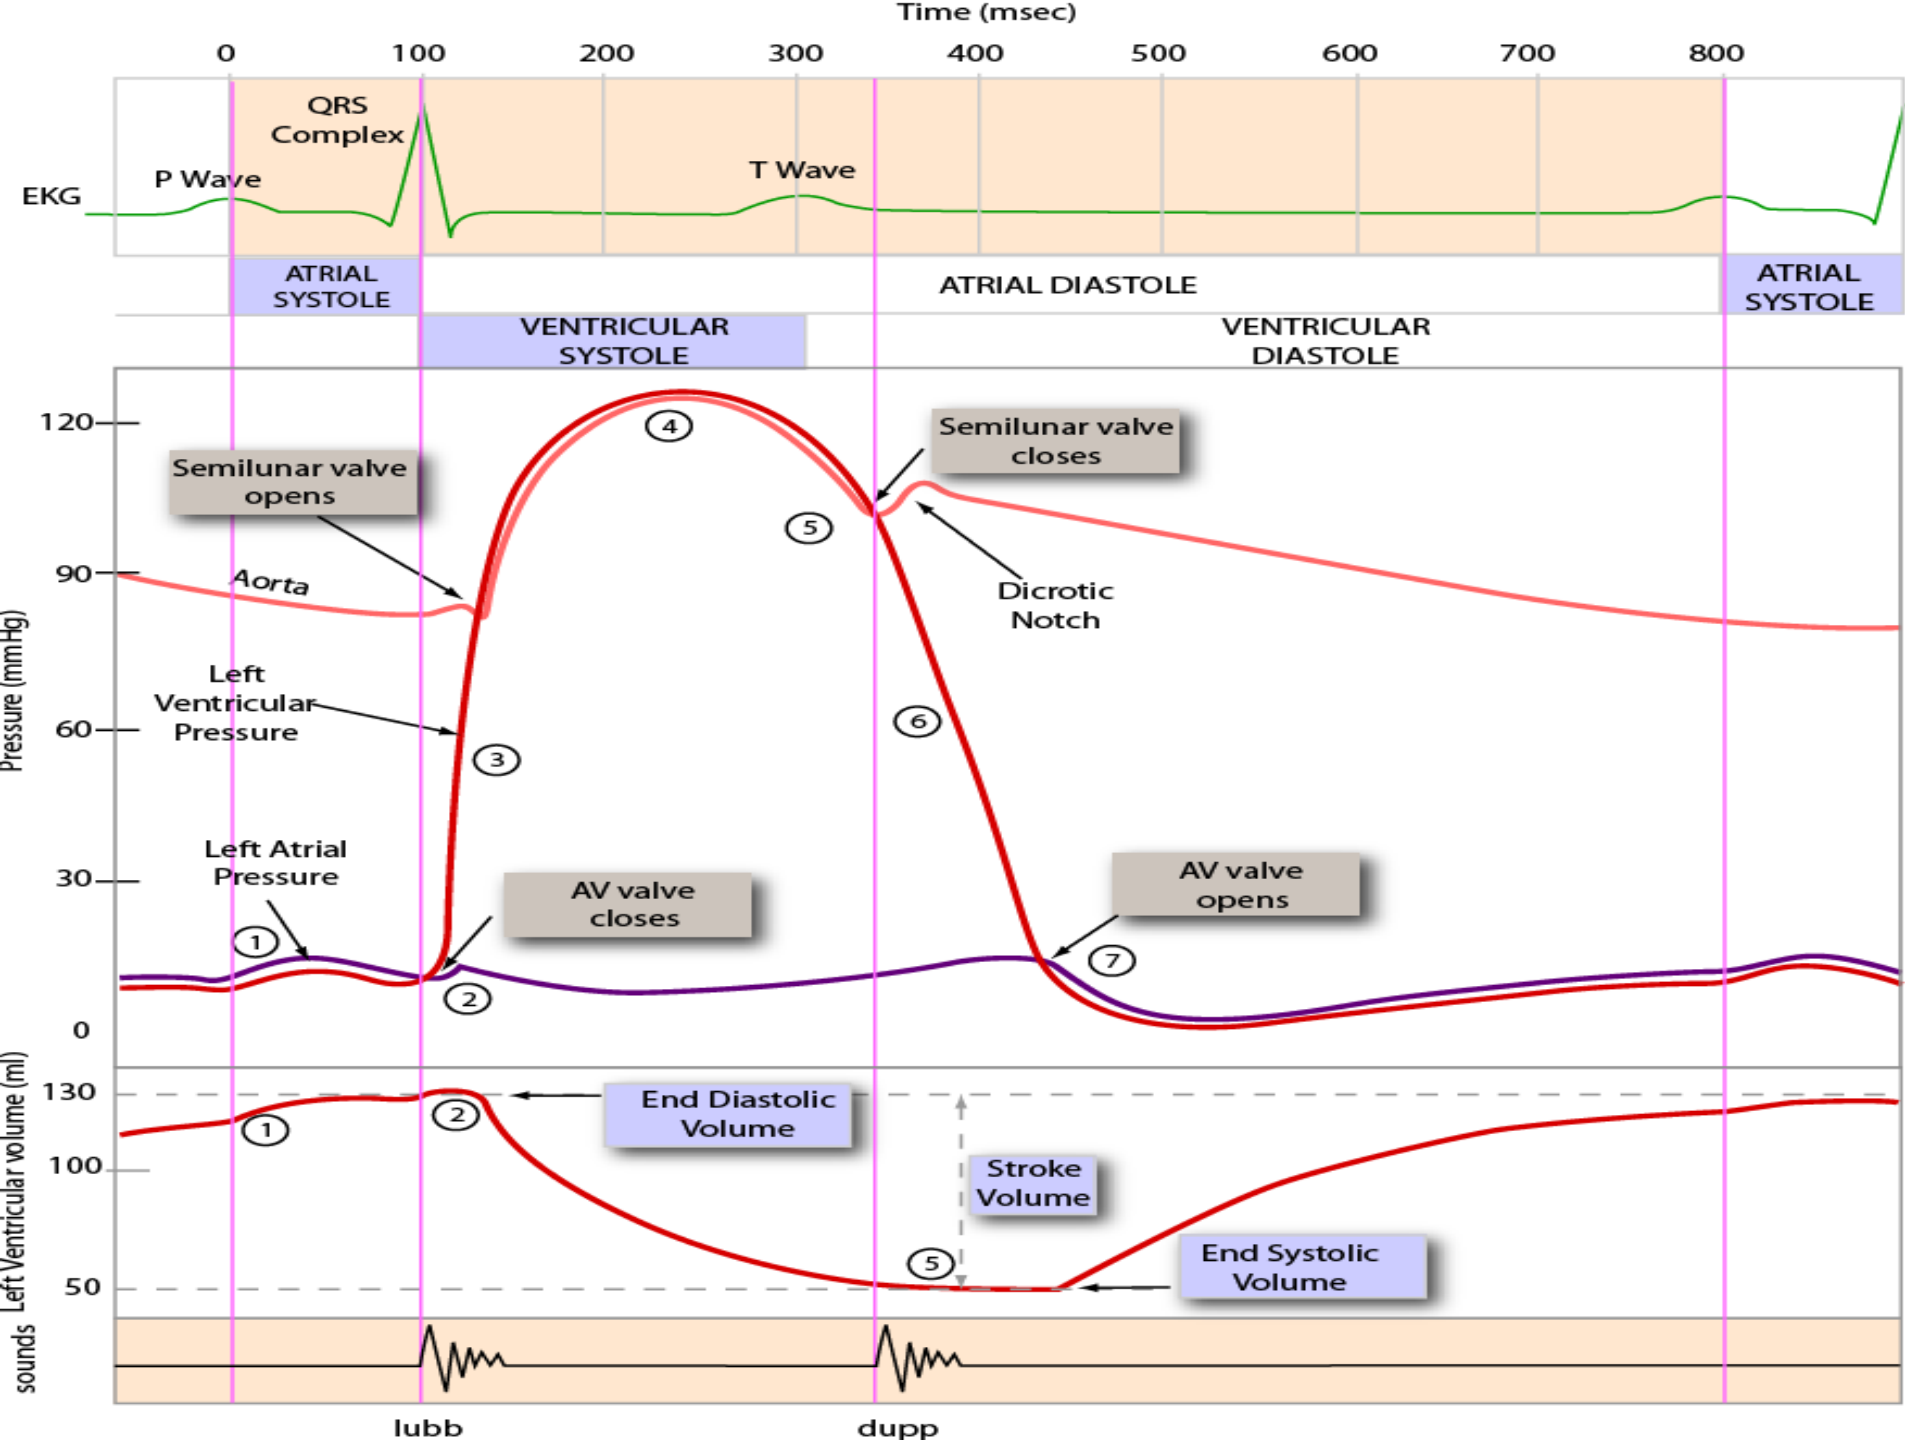 Time (msec)
0 100 200 300 400 500 600 700 800
QRS
Complex
P Wave
T Wave
EKG
ATRIAL
SYSTOLE
ATRIAL DIASTOLE
ATRIAL
SYSTOLE
VENTRICULAR
SYSTOLE
VENTRICULAR
DIASTOLE
Pressure (mmHg)
120
90
60
30
0
4
Semilunar valve
closes
Semilunar valve
opens
5
Aorta
Dicrotic
Notch
Left
Ventricular
Pressure
3
6
Left Atrial
Pressure
AV valve
closes
AV valve
opens
1
2
7
Left Ventricular volume (ml)
130
100
50
1
2
End Diastolic
Volume
Stroke
Volume
5
End Systolic
Volume
sounds
lubb
dupp